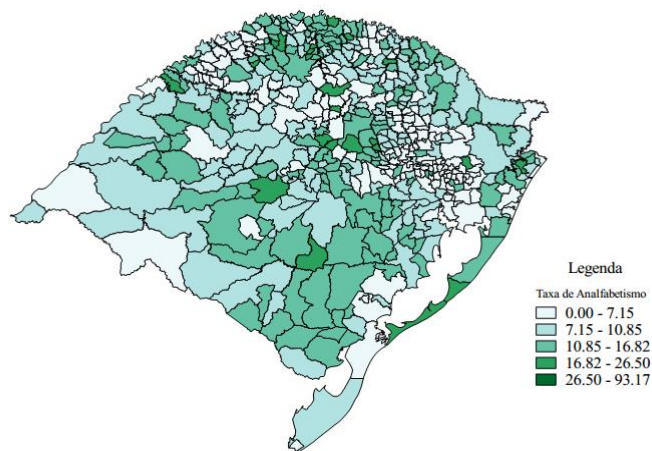 Legenda
Taxa de Analfabetismo
0.00 - 7.15
7.15 - 10.85
10.85 - 16.82
16.82 - 26.50
26.50 - 93.17